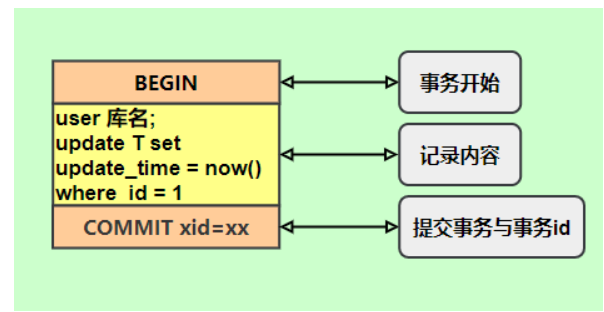 BEGIN
事务开始
user 库名;
update T set
update_time = now()
where id = 1
记录内容
COMMIT xid=xx
提交事务与事务id